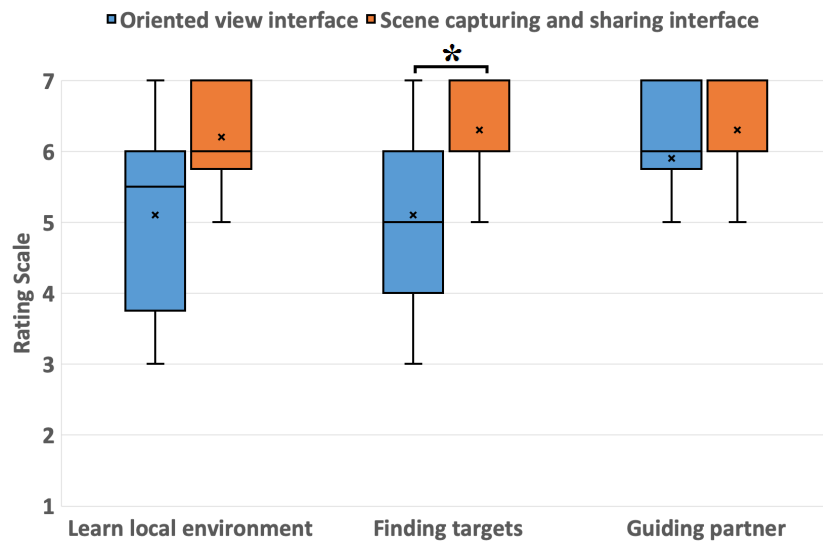 Oriented view interface Scene capturing and sharing interface
*
7
6
5
4
3
2
1
Rating Scale
Learn local environment Finding targets Guiding partner